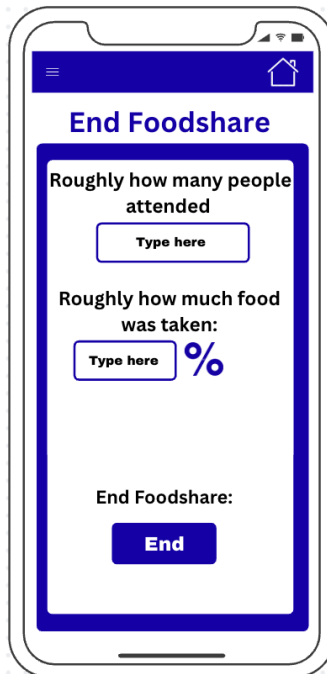 End Foodshare
Roughly how many people
attended
Type here
Roughly how much food
was taken:
Type here %
End Foodshare:
End